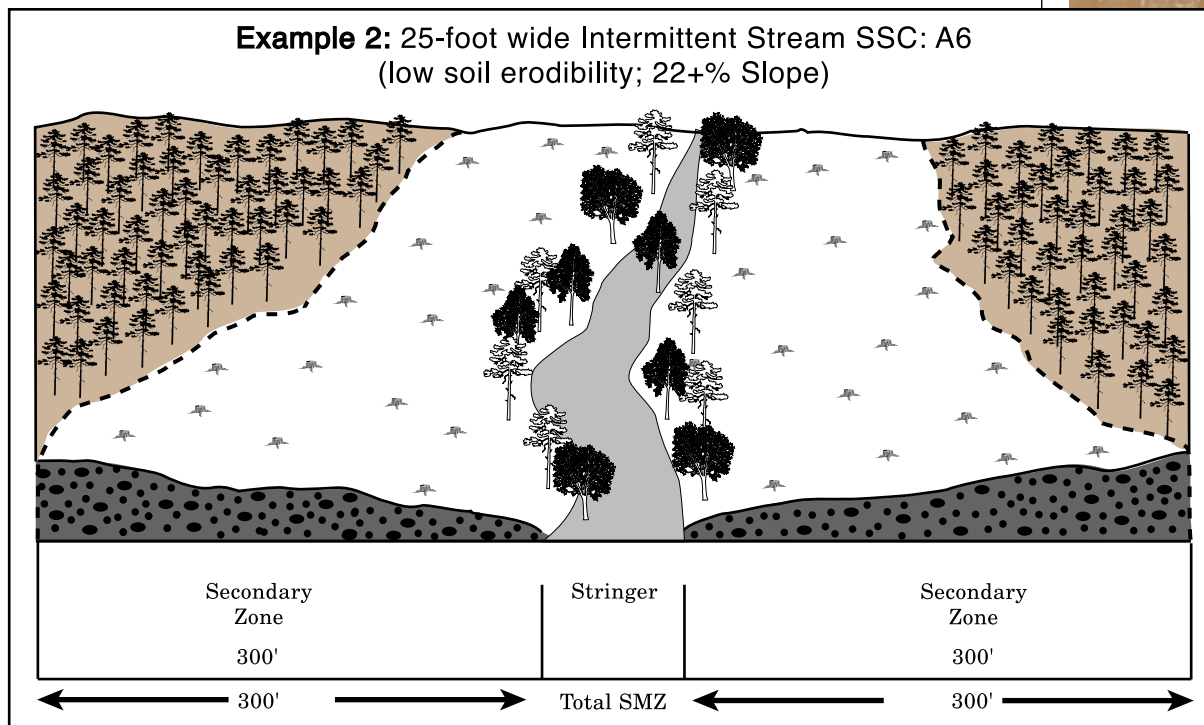 Example 2: 25-foot wide Intermittent Stream SSC: A6
(low soil erodibility; 22+% Slope)
Secondary
Zone
300'
Stringer
Secondary
Zone
300'
300'
Total SMZ
300'